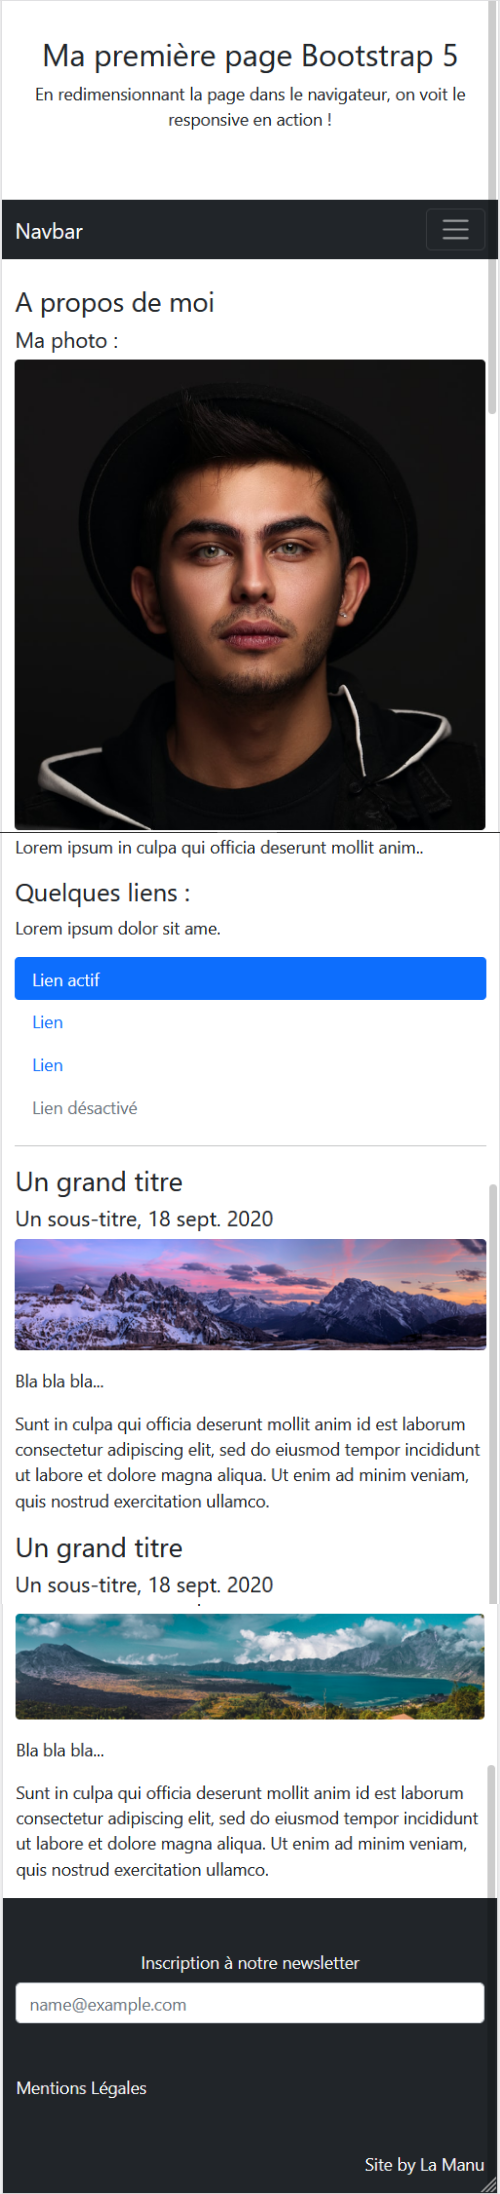 Ma première page Bootstrap 5
En redimensionnant la page dans le navigateur, on voit le
responsive en action !
Navbar
A propos de moi
Ma photo :
Lorem ipsum in culpa qui officia deserunt mollit anim..
Quelques liens :
Lorem ipsum dolor sit ame.
Lien actif
Lien
Lien
Lien désactivé
Un grand titre
Un sous-titre, 18 sept. 2020
Bla bla bla...
Sunt in culpa qui officia deserunt mollit anim id est laborum
consectetur adipiscing elit, sed do eiusmod tempor incididunt
ut labore et dolore magna aliqua. Ut enim ad minim veniam,
quis nostrud exercitation ullamco.
Un grand titre
Un sous-titre, 18 sept. 2020
Bla bla bla...
Sunt in culpa qui officia deserunt mollit anim id est laborum
consectetur adipiscing elit, sed do eiusmod tempor incididunt
ut labore et dolore magna aliqua. Ut enim ad minim veniam,
quis nostrud exercitation ullamco.
Inscription à notre newsletter
name@example.com
Mentions Légales
Site by La Manu